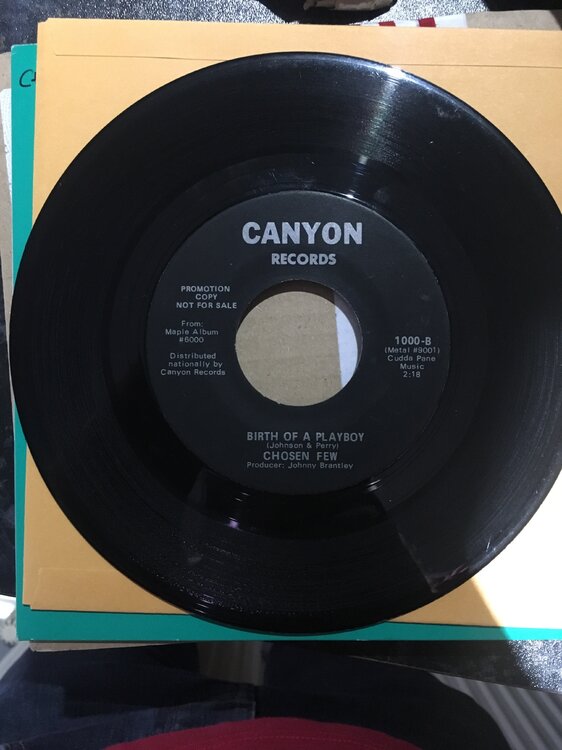 CANYON
RECORDS
PROMOTION
COPY
NOT FOR SALE
From:
Maple Album
#6000
Distributed
nationally by
Canyon Records
1000-B
(Metal #9001)
Cudda Pane
Music
2:18
BIRTH OF A PLAYBOY
(Johnson & Perry)
CHOSEN FEW
Producer: Johnny Brantley